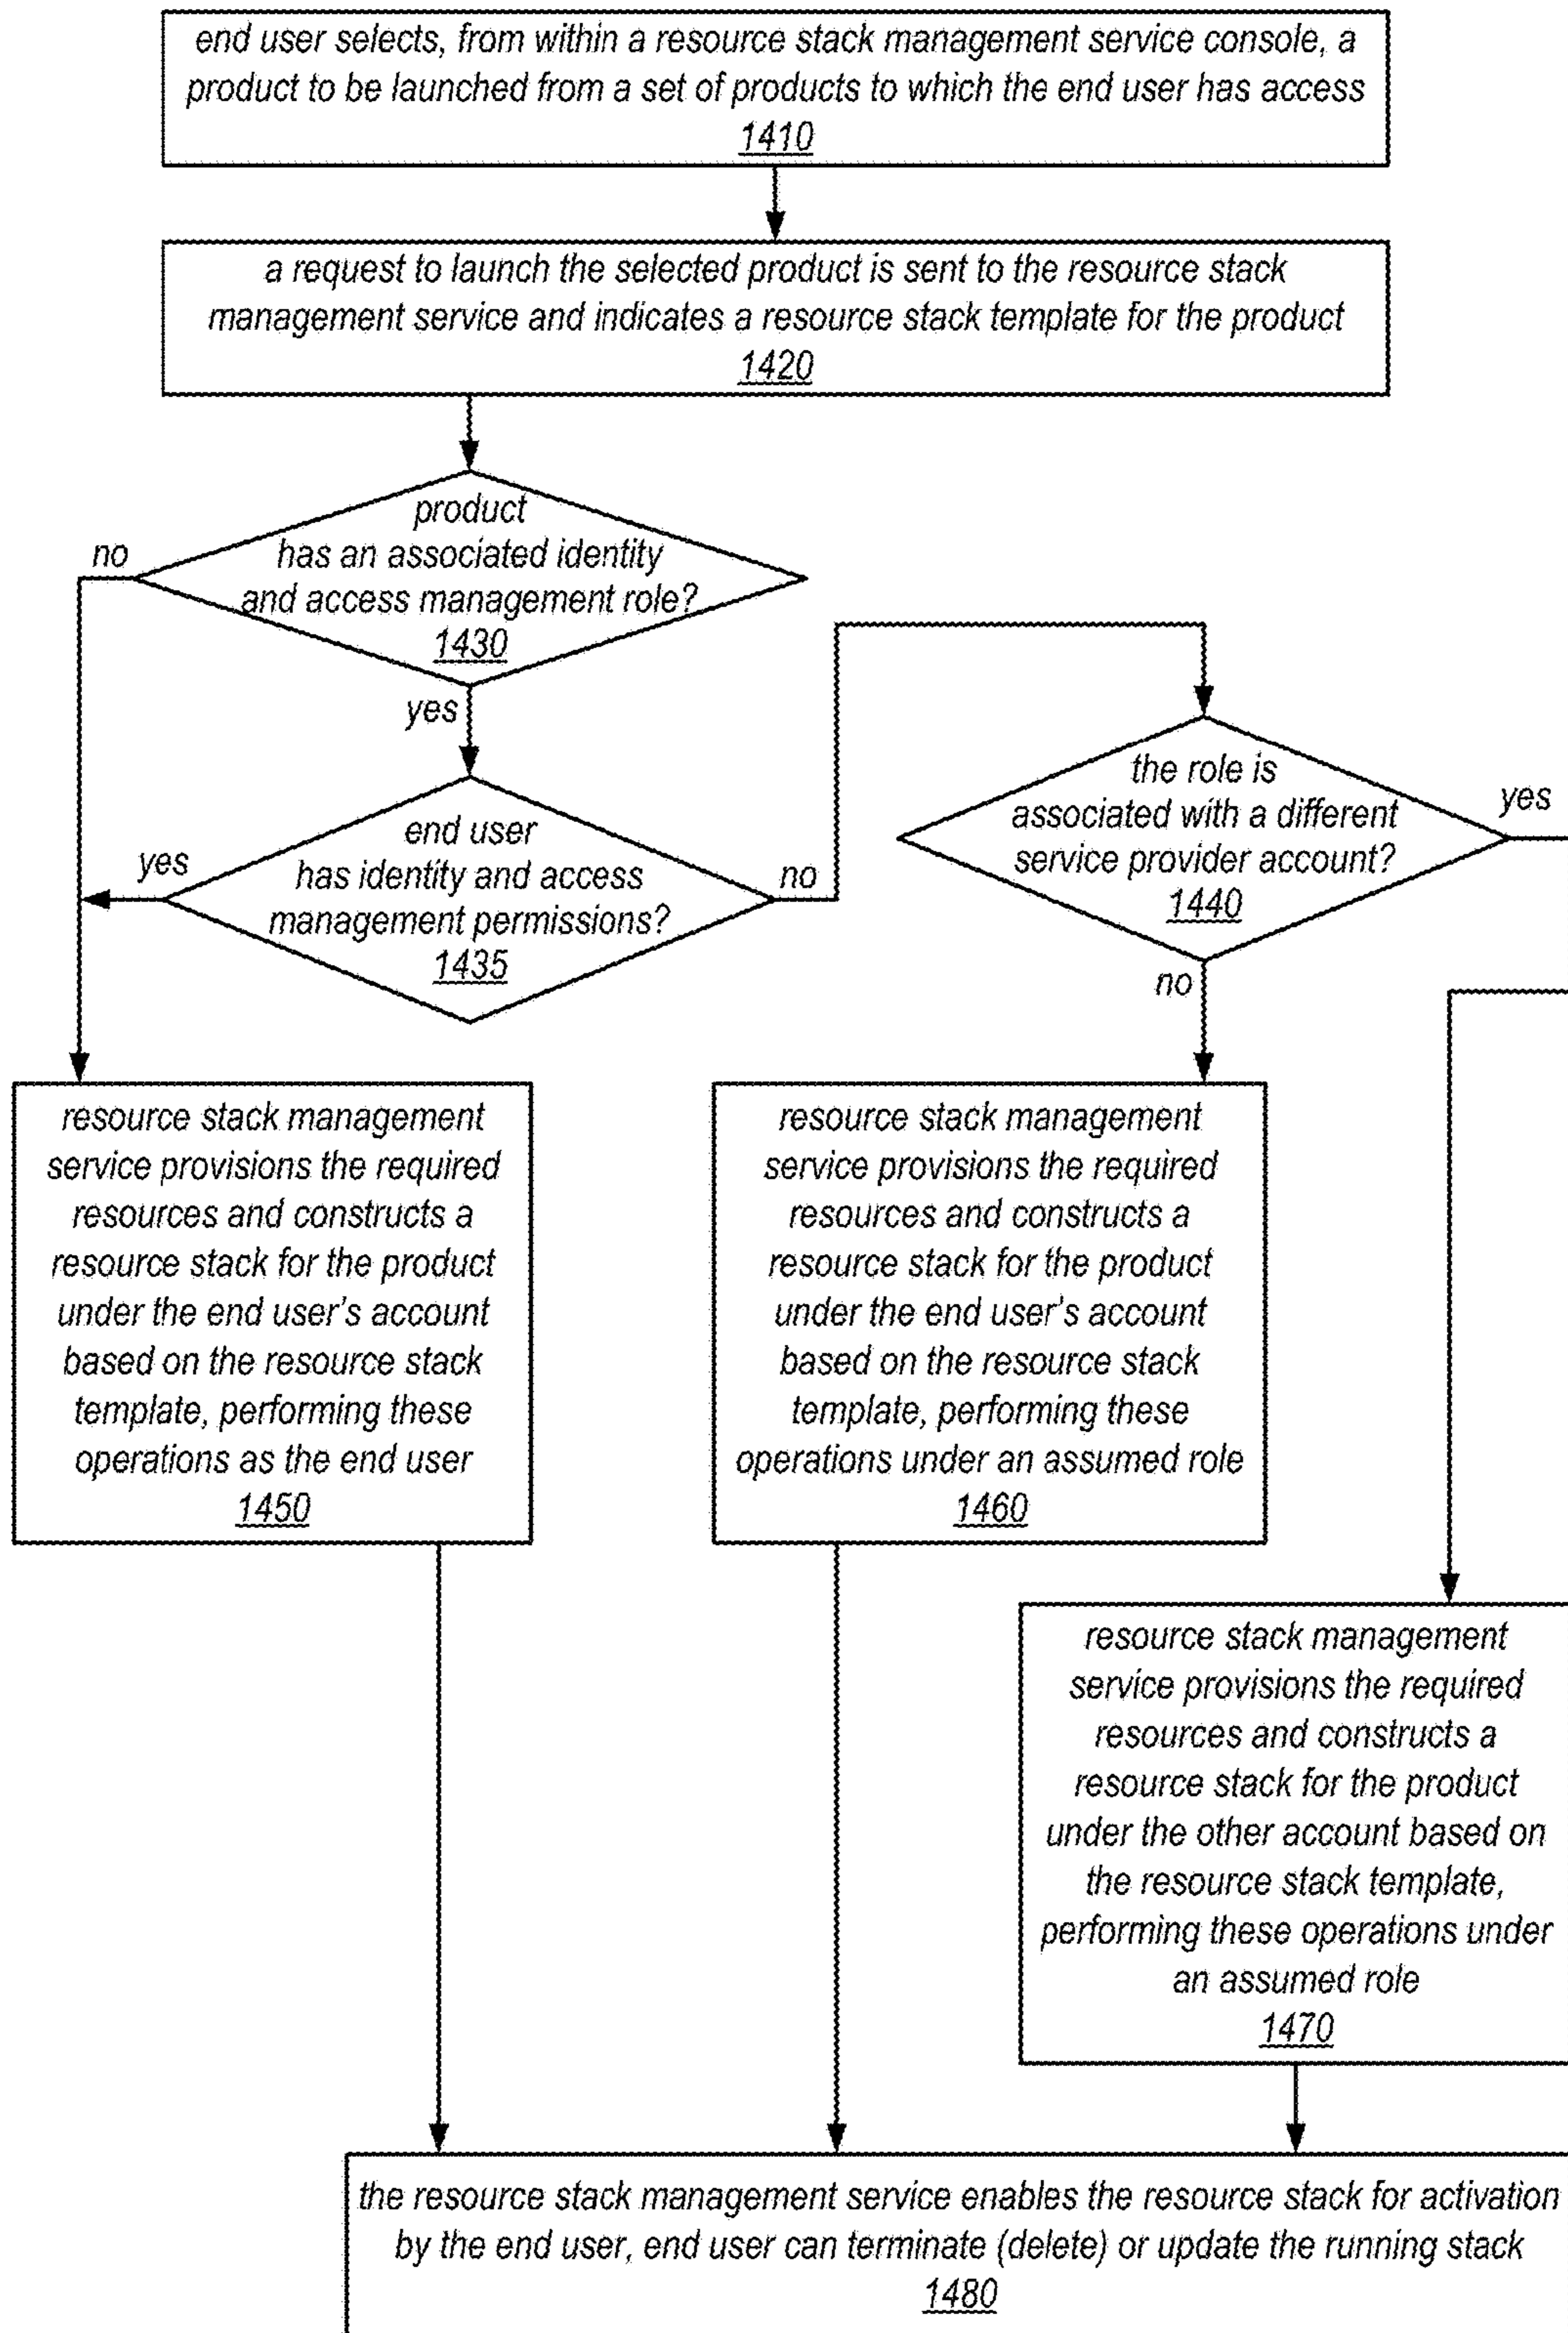 end user selects, from within a resource stack management service console, a
product to be launched from a set of products to which the end user has access
1410
a request to launch the selected product is sent to the resource stack
management service and indicates a resource stack template for the product
1420
product
has an associated identity
and access management role?
1430
no
yes
end user
has identity and access
management permissions?
1435
yes
no
the role is
associated with a different
service provider account?
1440
yes
no
resource stack management
service provisions the required
resources and constructs a
resource stack for the product
under the end user's account
based on the resource stack
template, performing these
operations as the end user
1450
resource stack management
service provisions the required
resources and constructs a
resource stack for the product
under the end user's account
based on the resource stack
template, performing these
operations under an assumed role
1460
resource stack management
service provisions the required
resources and constructs a
resource stack for the product
under the other account based on
the resource stack template,
performing these operations under
an assumed role
1470
the resource stack management service enables the resource stack for activation
by the end user, end user can terminate (delete) or update the running stack
1480